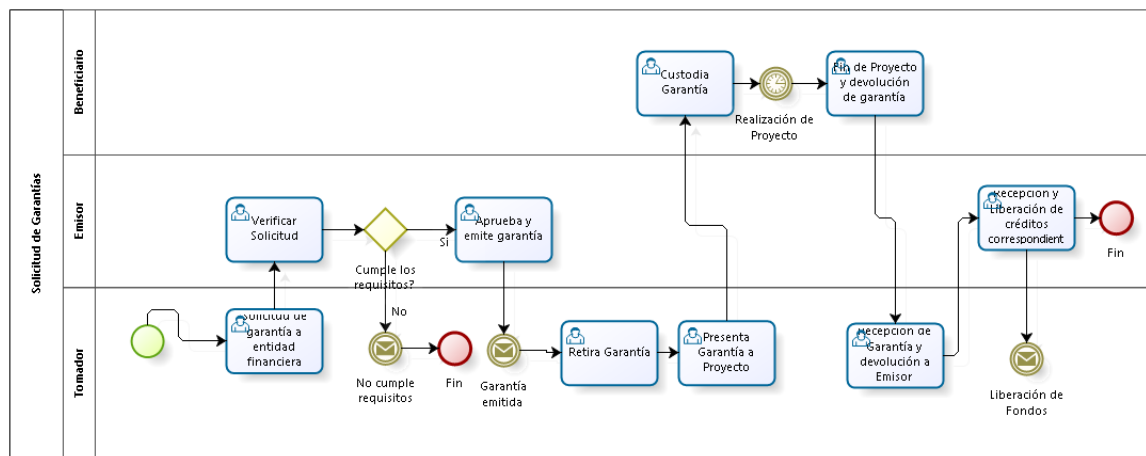 Solicitud de Garantías
Beneficiario
Custodia
Garantía
Realización de
Proyecto
Fin de Proyecto
y devolución
de garantía
Emisor
Verificar
Solicitud
Cumple los
requisitos?
Si
No
Aprueba y
emite garantía
Recepción y
Liberación de
créditos
correspondient
Fin
Tomador
Solicitud de
garantía a
entidad
financiera
No cumple
requisitos
Fin
Garantía
emitida
Retira Garantía
Presenta
Garantía a
Proyecto
Recepción de
Garantía y
devolución a
Emisor
Liberación de
Fondos